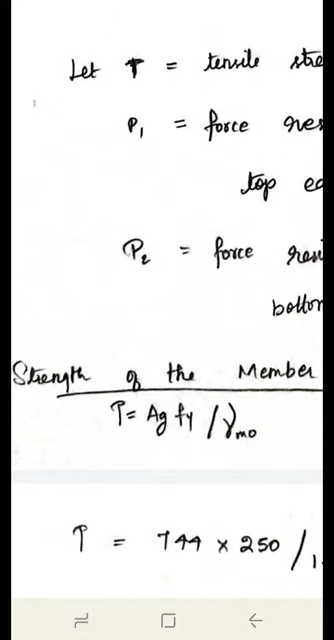 Let T = tensile
P1 = force
top
P2 = force
Strength of the Member
T = Ag fy / γmo
T = 744 × 250 /